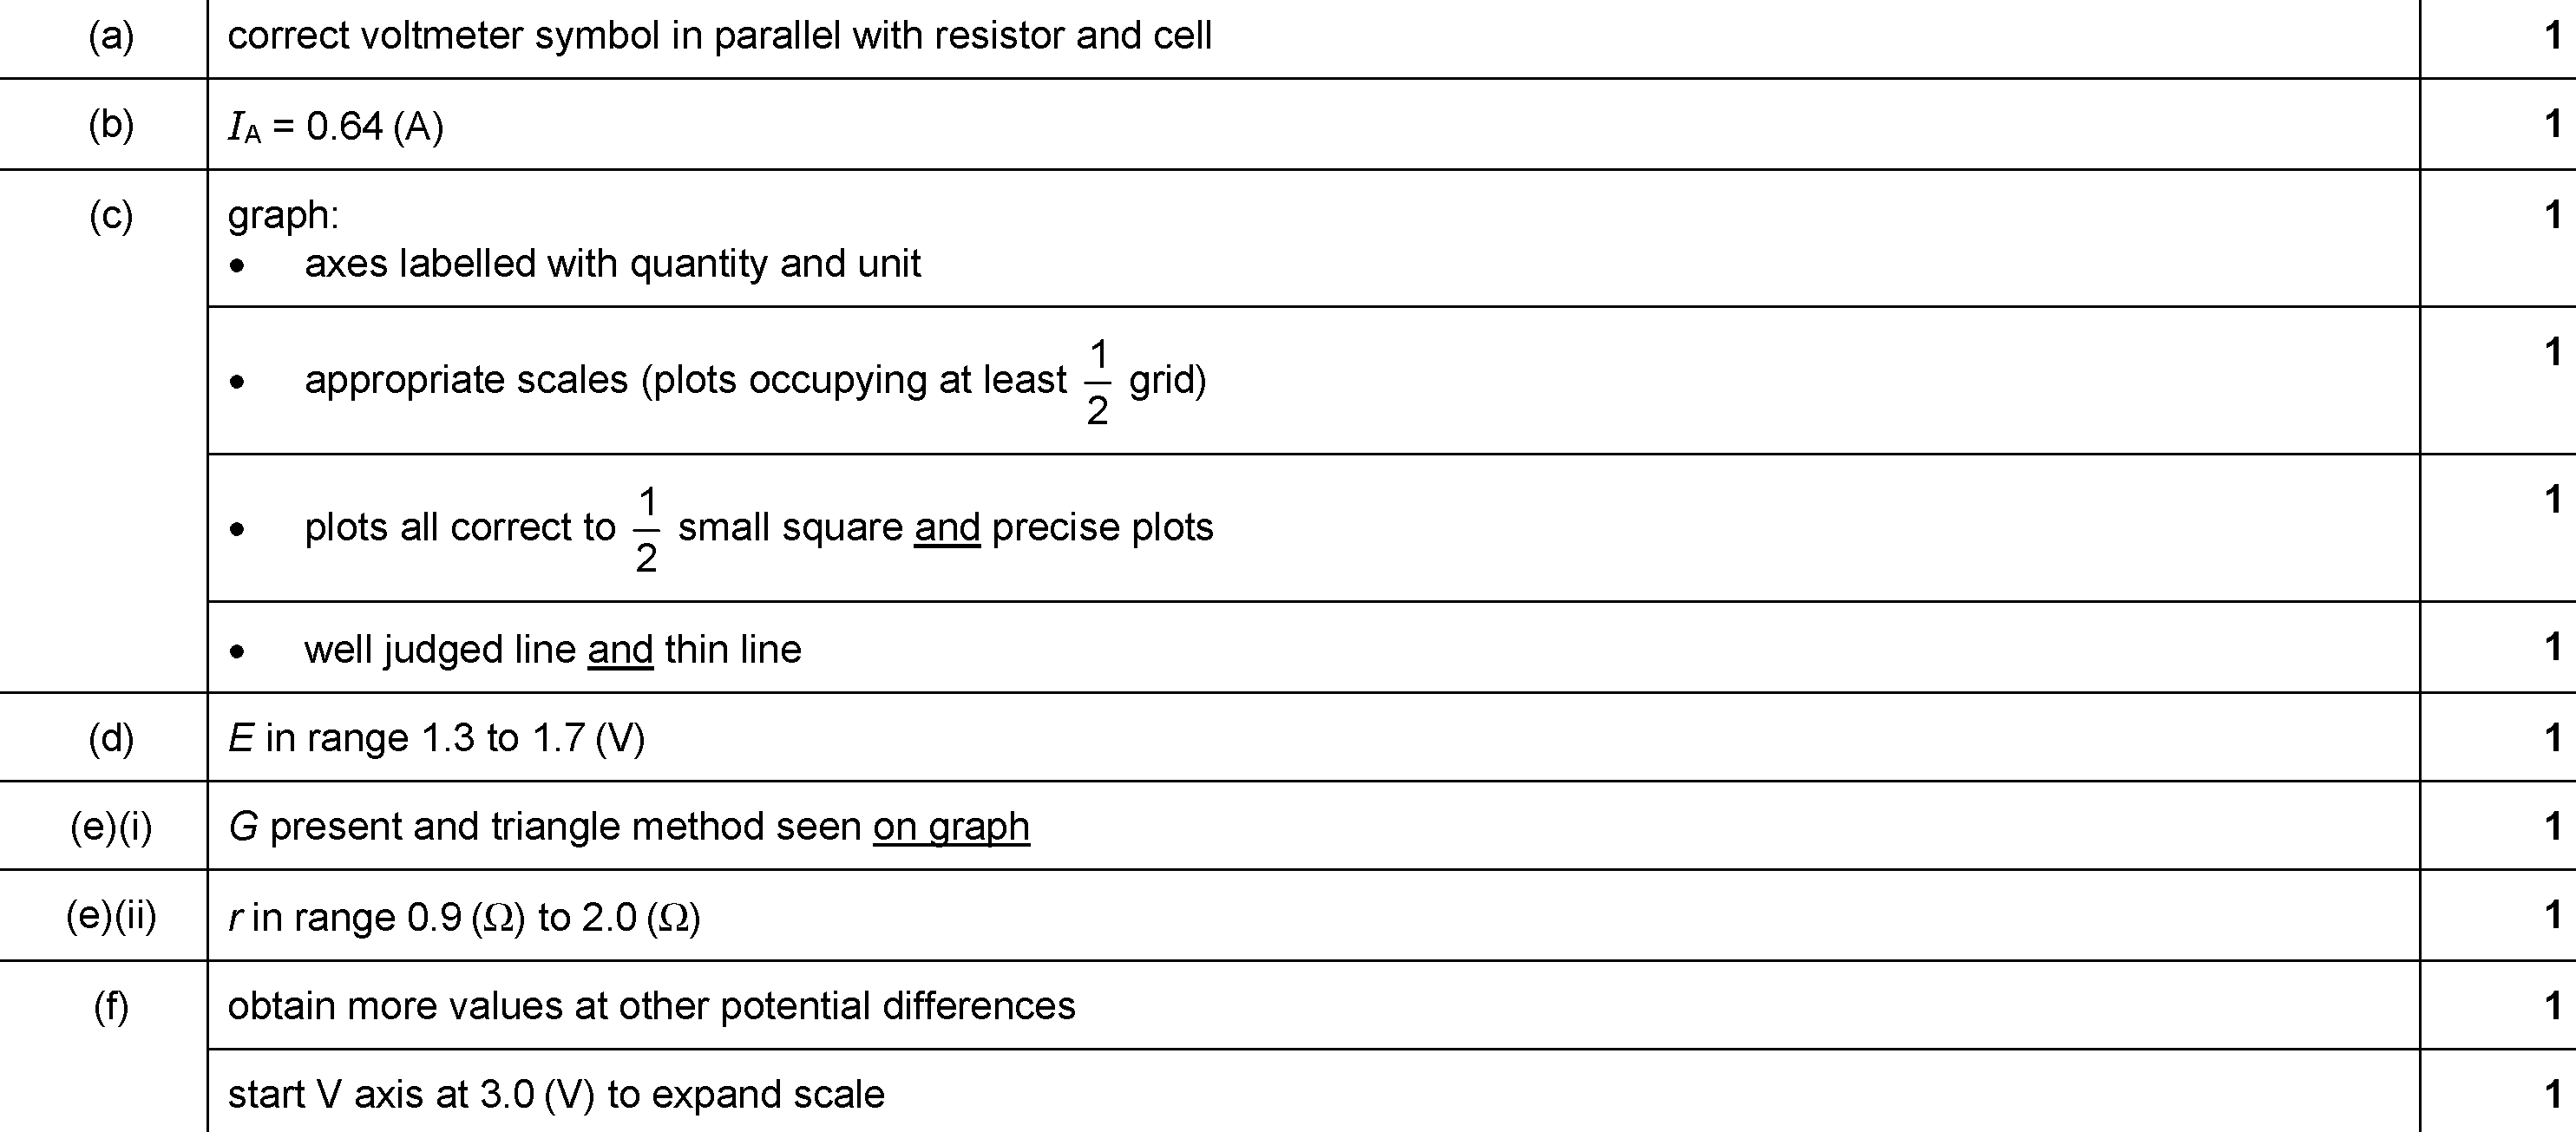 (a) correct voltmeter symbol in parallel with resistor and cell 1
(b) I_A = 0.64 (A) 1
(c) graph: 1
• axes labelled with quantity and unit
• appropriate scales (plots occupying at least 1/2 grid) 1
• plots all correct to 1/2 small square and precise plots 1
• well judged line and thin line 1
(d) E in range 1.3 to 1.7 (V) 1
(e)(i) G present and triangle method seen on graph 1
(e)(ii) r in range 0.9 (Ω) to 2.0 (Ω) 1
(f) obtain more values at other potential differences 1
start V axis at 3.0 (V) to expand scale 1